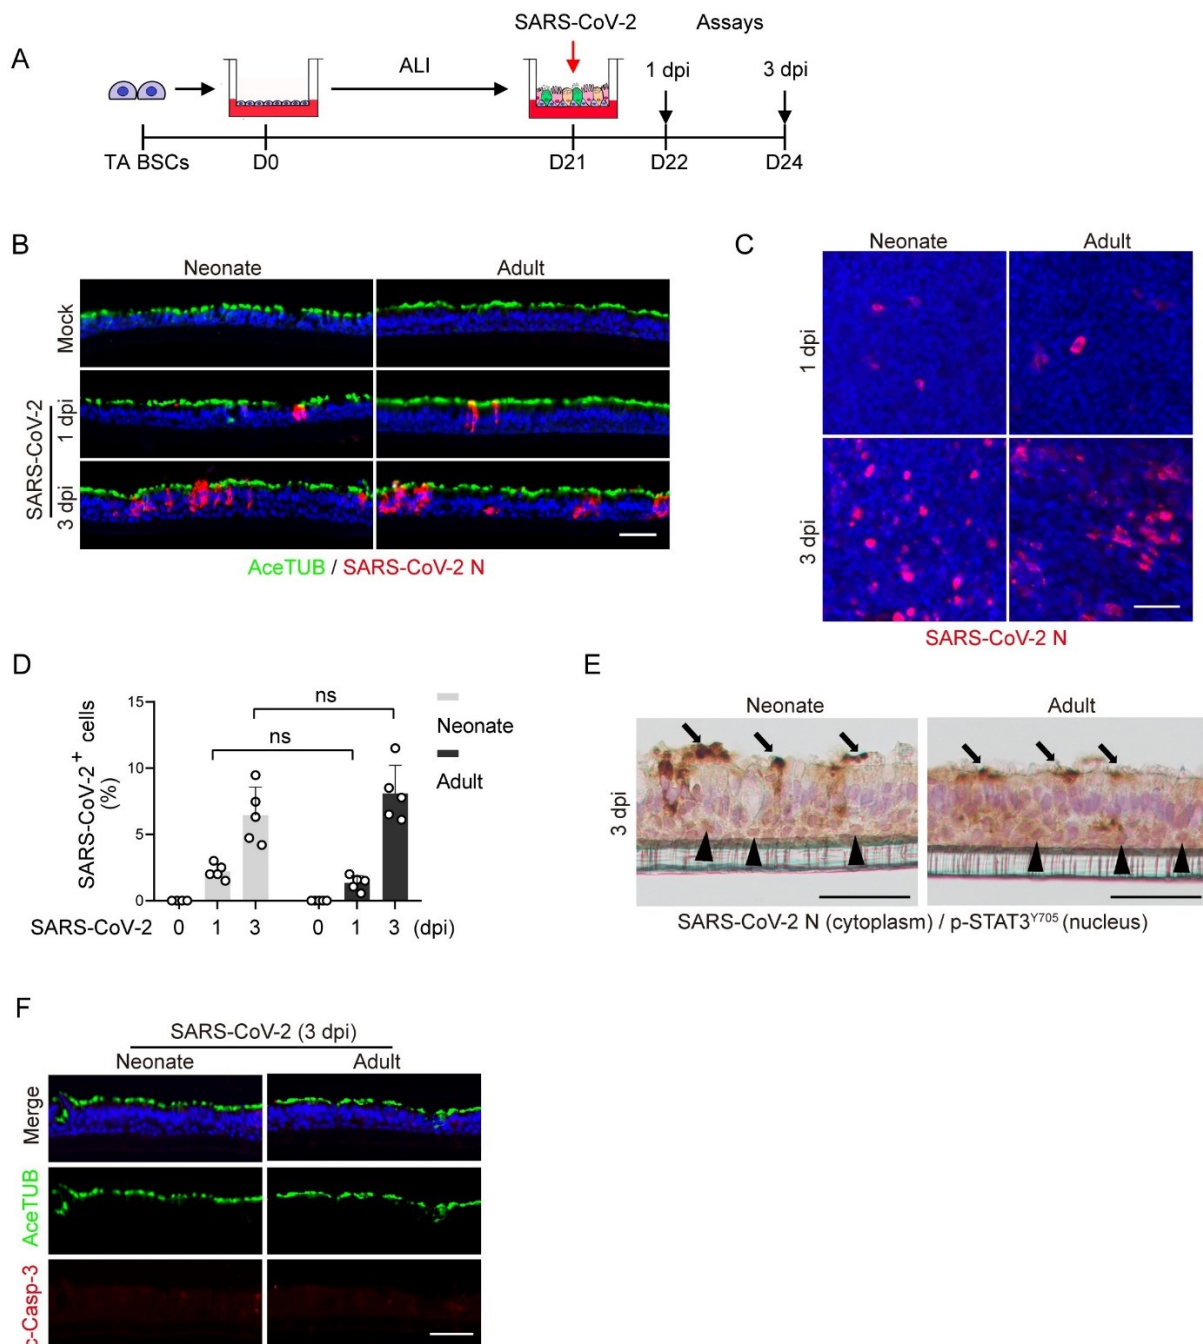 A
SARS-CoV-2 Assays
ALI
1 dpi 3 dpi
TA BSCs D0 D21 D22 D24
B
Neonate Adult
Mock
SARS-CoV-2
1 dpi
3 dpi
AceTUB / SARS-CoV-2 N
C
Neonate Adult
1 dpi
3 dpi
SARS-CoV-2 N
D
SARS-CoV-2⁺ cells
(%)
15
10
5
0
ns
ns
Neonate
Adult
SARS-CoV-2 0 1 3 0 1 3 (dpi)
E
Neonate Adult
3 dpi
SARS-CoV-2 N (cytoplasm) / p-STAT3ʸ⁷⁰⁵ (nucleus)
F
SARS-CoV-2 (3 dpi)
Neonate Adult
Merge
AceTUB
c-Casp-3